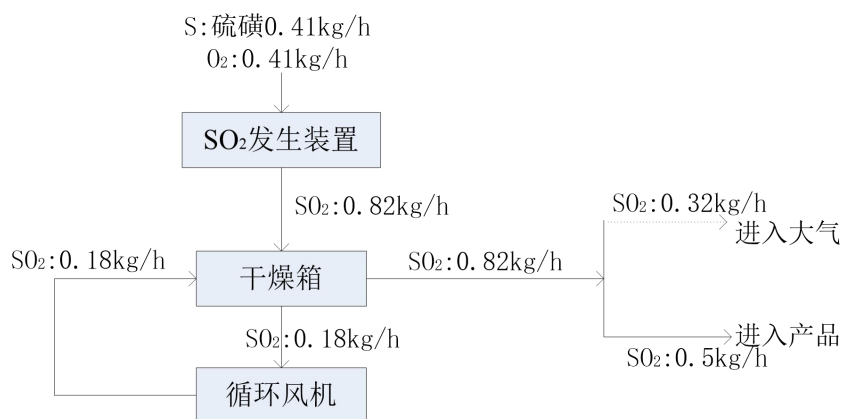 S:硫磺0.41kg/h
O₂:0.41kg/h
SO₂发生装置
SO₂:0.82kg/h
SO₂:0.32kg/h
进入大气
SO₂:0.18kg/h
干燥箱
SO₂:0.82kg/h
SO₂:0.18kg/h
进入产品
SO₂:0.5kg/h
循环风机